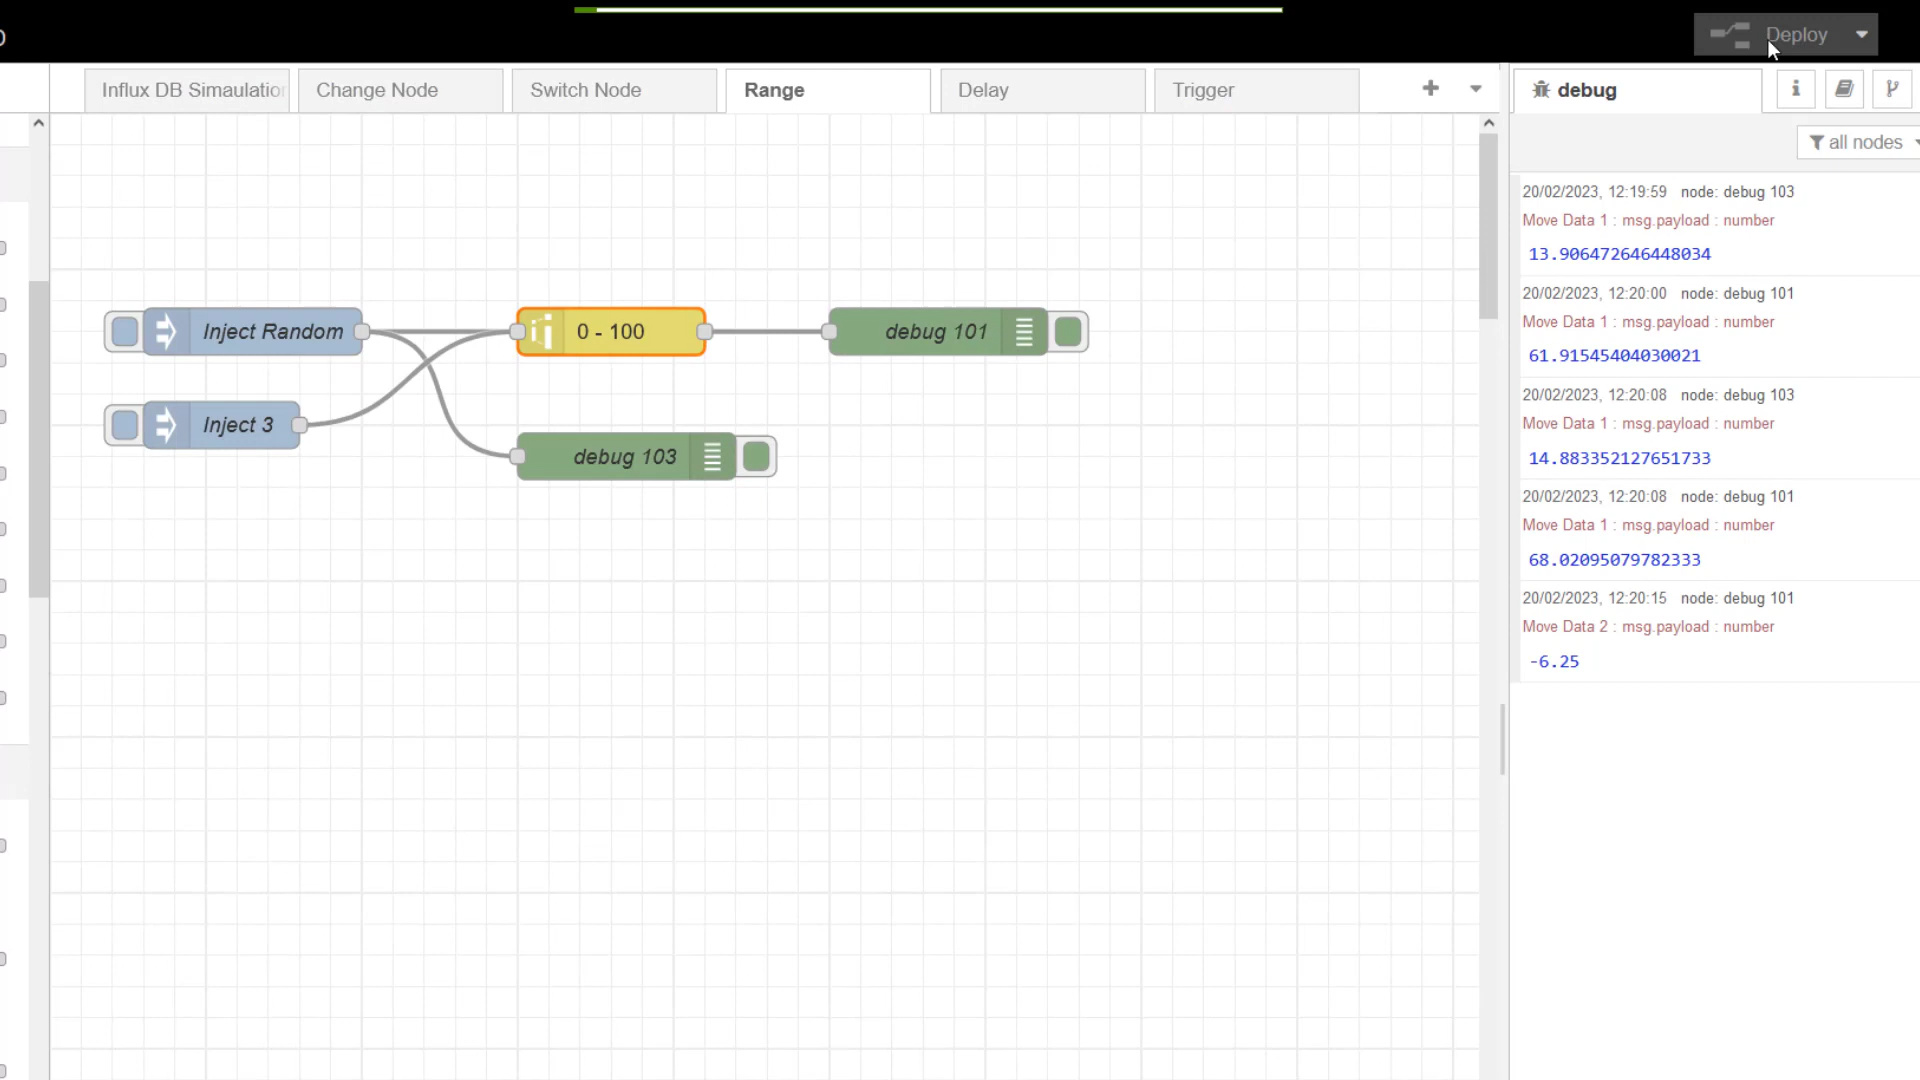 Deploy
Influx DB Simaulatio
Change Node
Switch Node
Range
Delay
Trigger
debug
all nodes
20/02/2023, 12:19:59 node: debug 103
Move Data 1 : msg.payload : number
13.906472646448034
20/02/2023, 12:20:00 node: debug 101
Move Data 1 : msg.payload : number
61.91545404030021
20/02/2023, 12:20:08 node: debug 103
Move Data 1 : msg.payload : number
14.883352127651733
20/02/2023, 12:20:08 node: debug 101
Move Data 1 : msg.payload : number
68.02095079782333
20/02/2023, 12:20:15 node: debug 101
Move Data 2 : msg.payload : number
-6.25
Inject Random
0 - 100
debug 101
Inject 3
debug 103